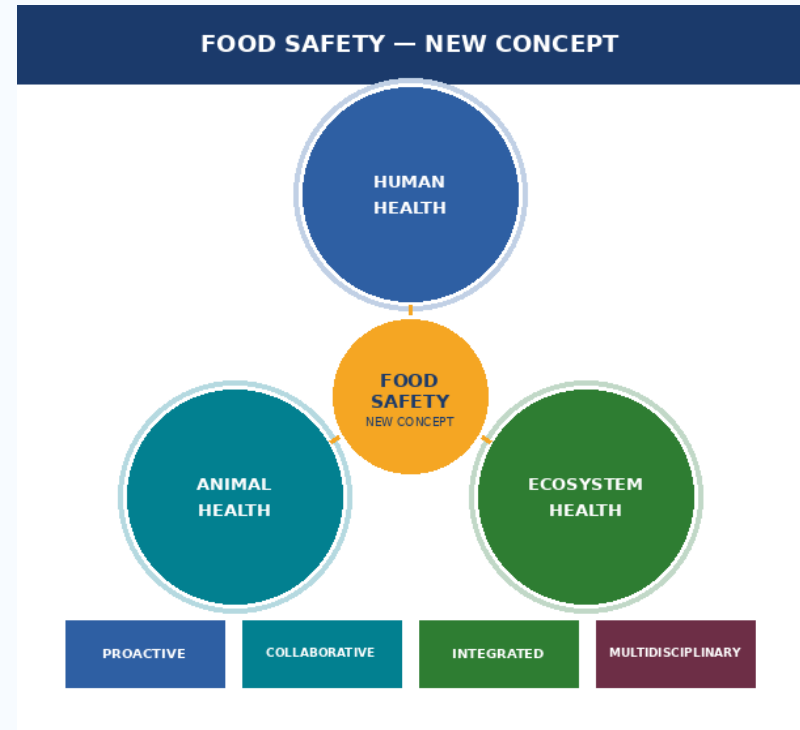 FOOD SAFETY — NEW CONCEPT
HUMAN
HEALTH
FOOD
SAFETY
NEW CONCEPT
ANIMAL
HEALTH
ECOSYSTEM
HEALTH
PROACTIVE
COLLABORATIVE
INTEGRATED
MULTIDISCIPLINARY